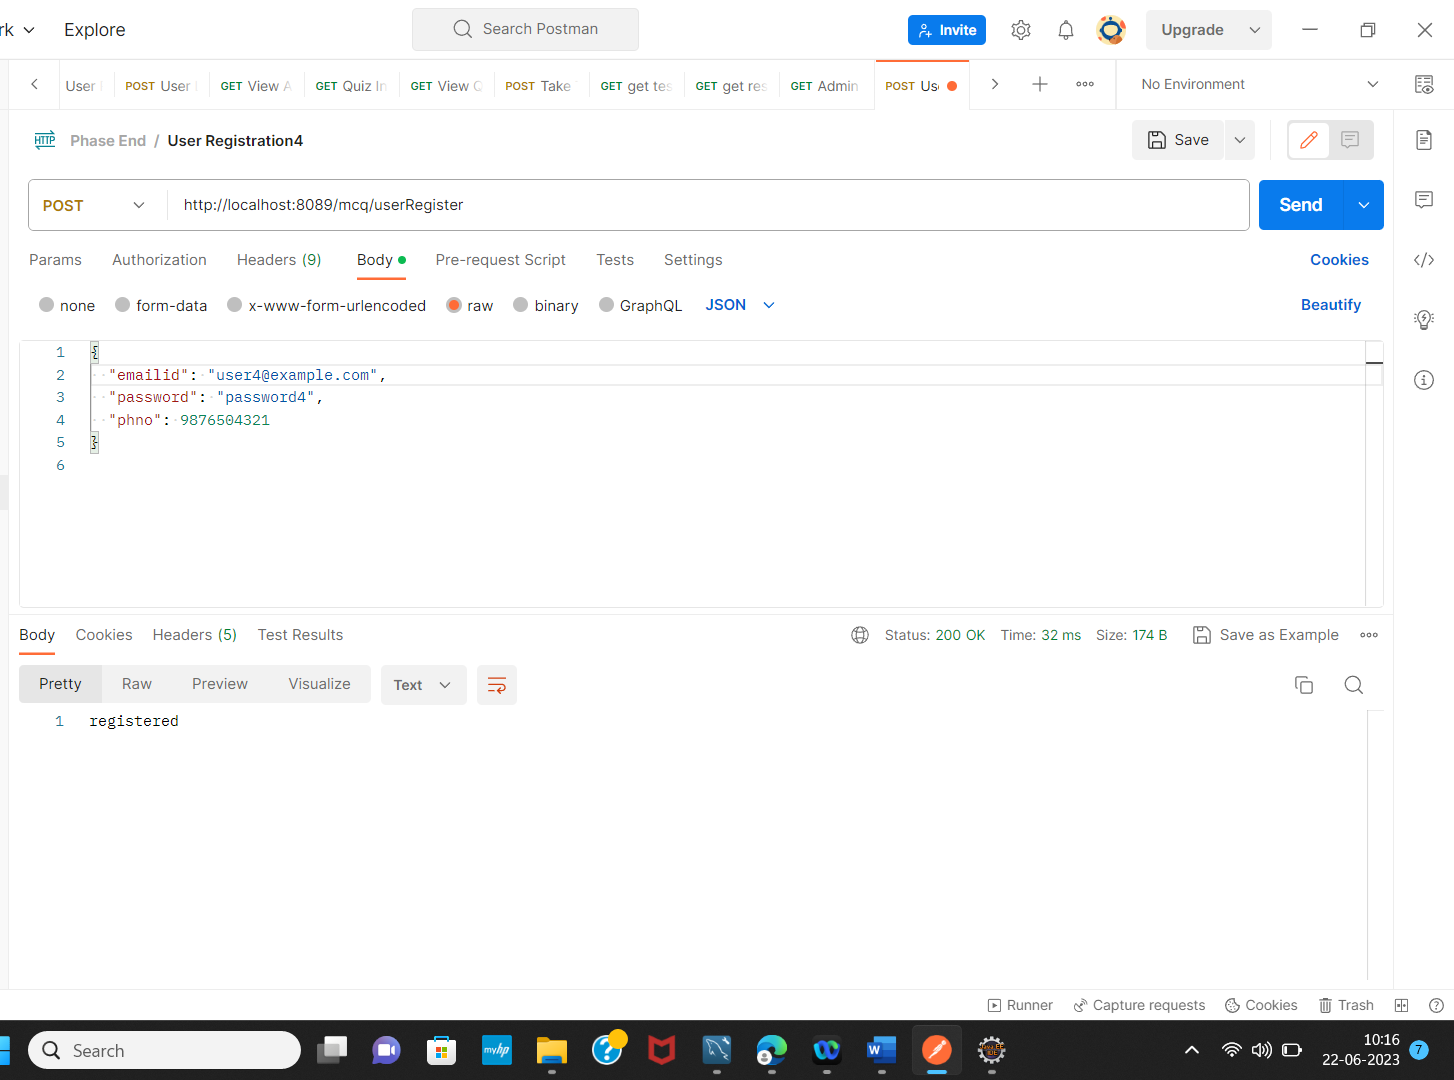 rk Explore Search Postman Invite Upgrade
User POST User GET View A GET Quiz In GET View Q POST Take GET get tes GET get res GET Admin POST Us No Environment
HTTP Phase End / User Registration4 Save
POST http://localhost:8089/mcq/userRegister Send
Params Authorization Headers (9) Body Pre-request Script Tests Settings Cookies
none form-data x-www-form-urlencoded raw binary GraphQL JSON Beautify
1 {
2 "emailid": "user4@example.com",
3 "password": "password4",
4 "phno": 9876504321
5 }
6
Body Cookies Headers (5) Test Results Status: 200 OK Time: 32 ms Size: 174 B Save as Example
Pretty Raw Preview Visualize Text
1 registered
Runner Capture requests Cookies Trash
Search myhp W 10:16
22-06-2023 7